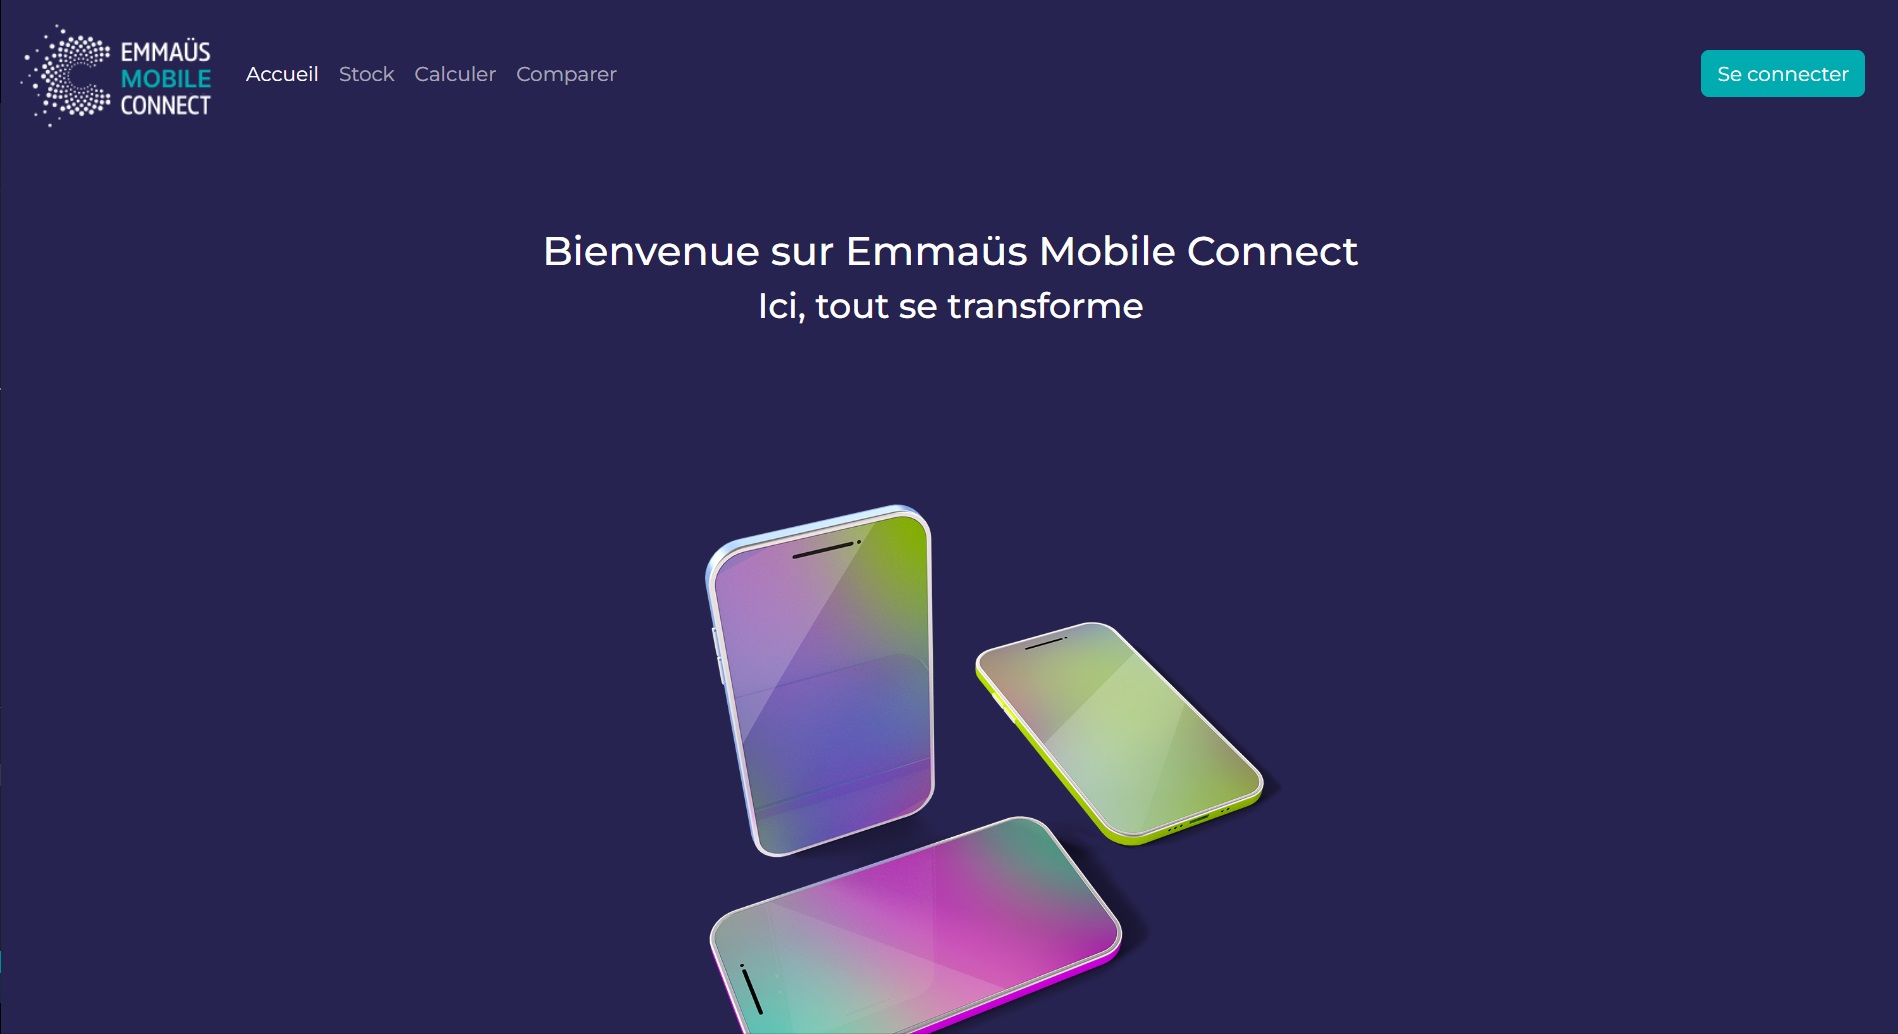 EMMAÜS
MOBILE
CONNECT
Accueil Stock Calculer Comparer
Se connecter
Bienvenue sur Emmaüs Mobile Connect
Ici, tout se transforme